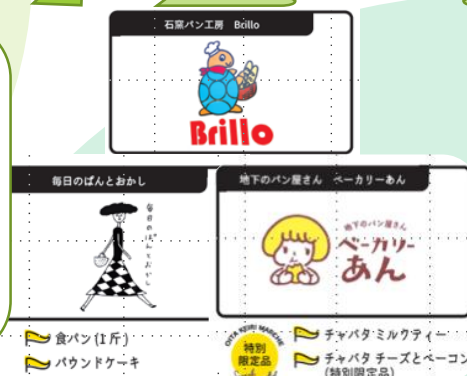 石窯パン工房 Brillo
Brillo
毎日のぱんとおかし
毎日のぱんとおかし
食パン(1斤)
パウンドケーキ
地下のパン屋さん ベーカリーあん
地下のパン屋さん
ベーカリー
あん
OITA KEIRI MARCHE
特別
限定品
チャバタ ミルクティー
チャバタ チーズとベーコン
(特別限定品)